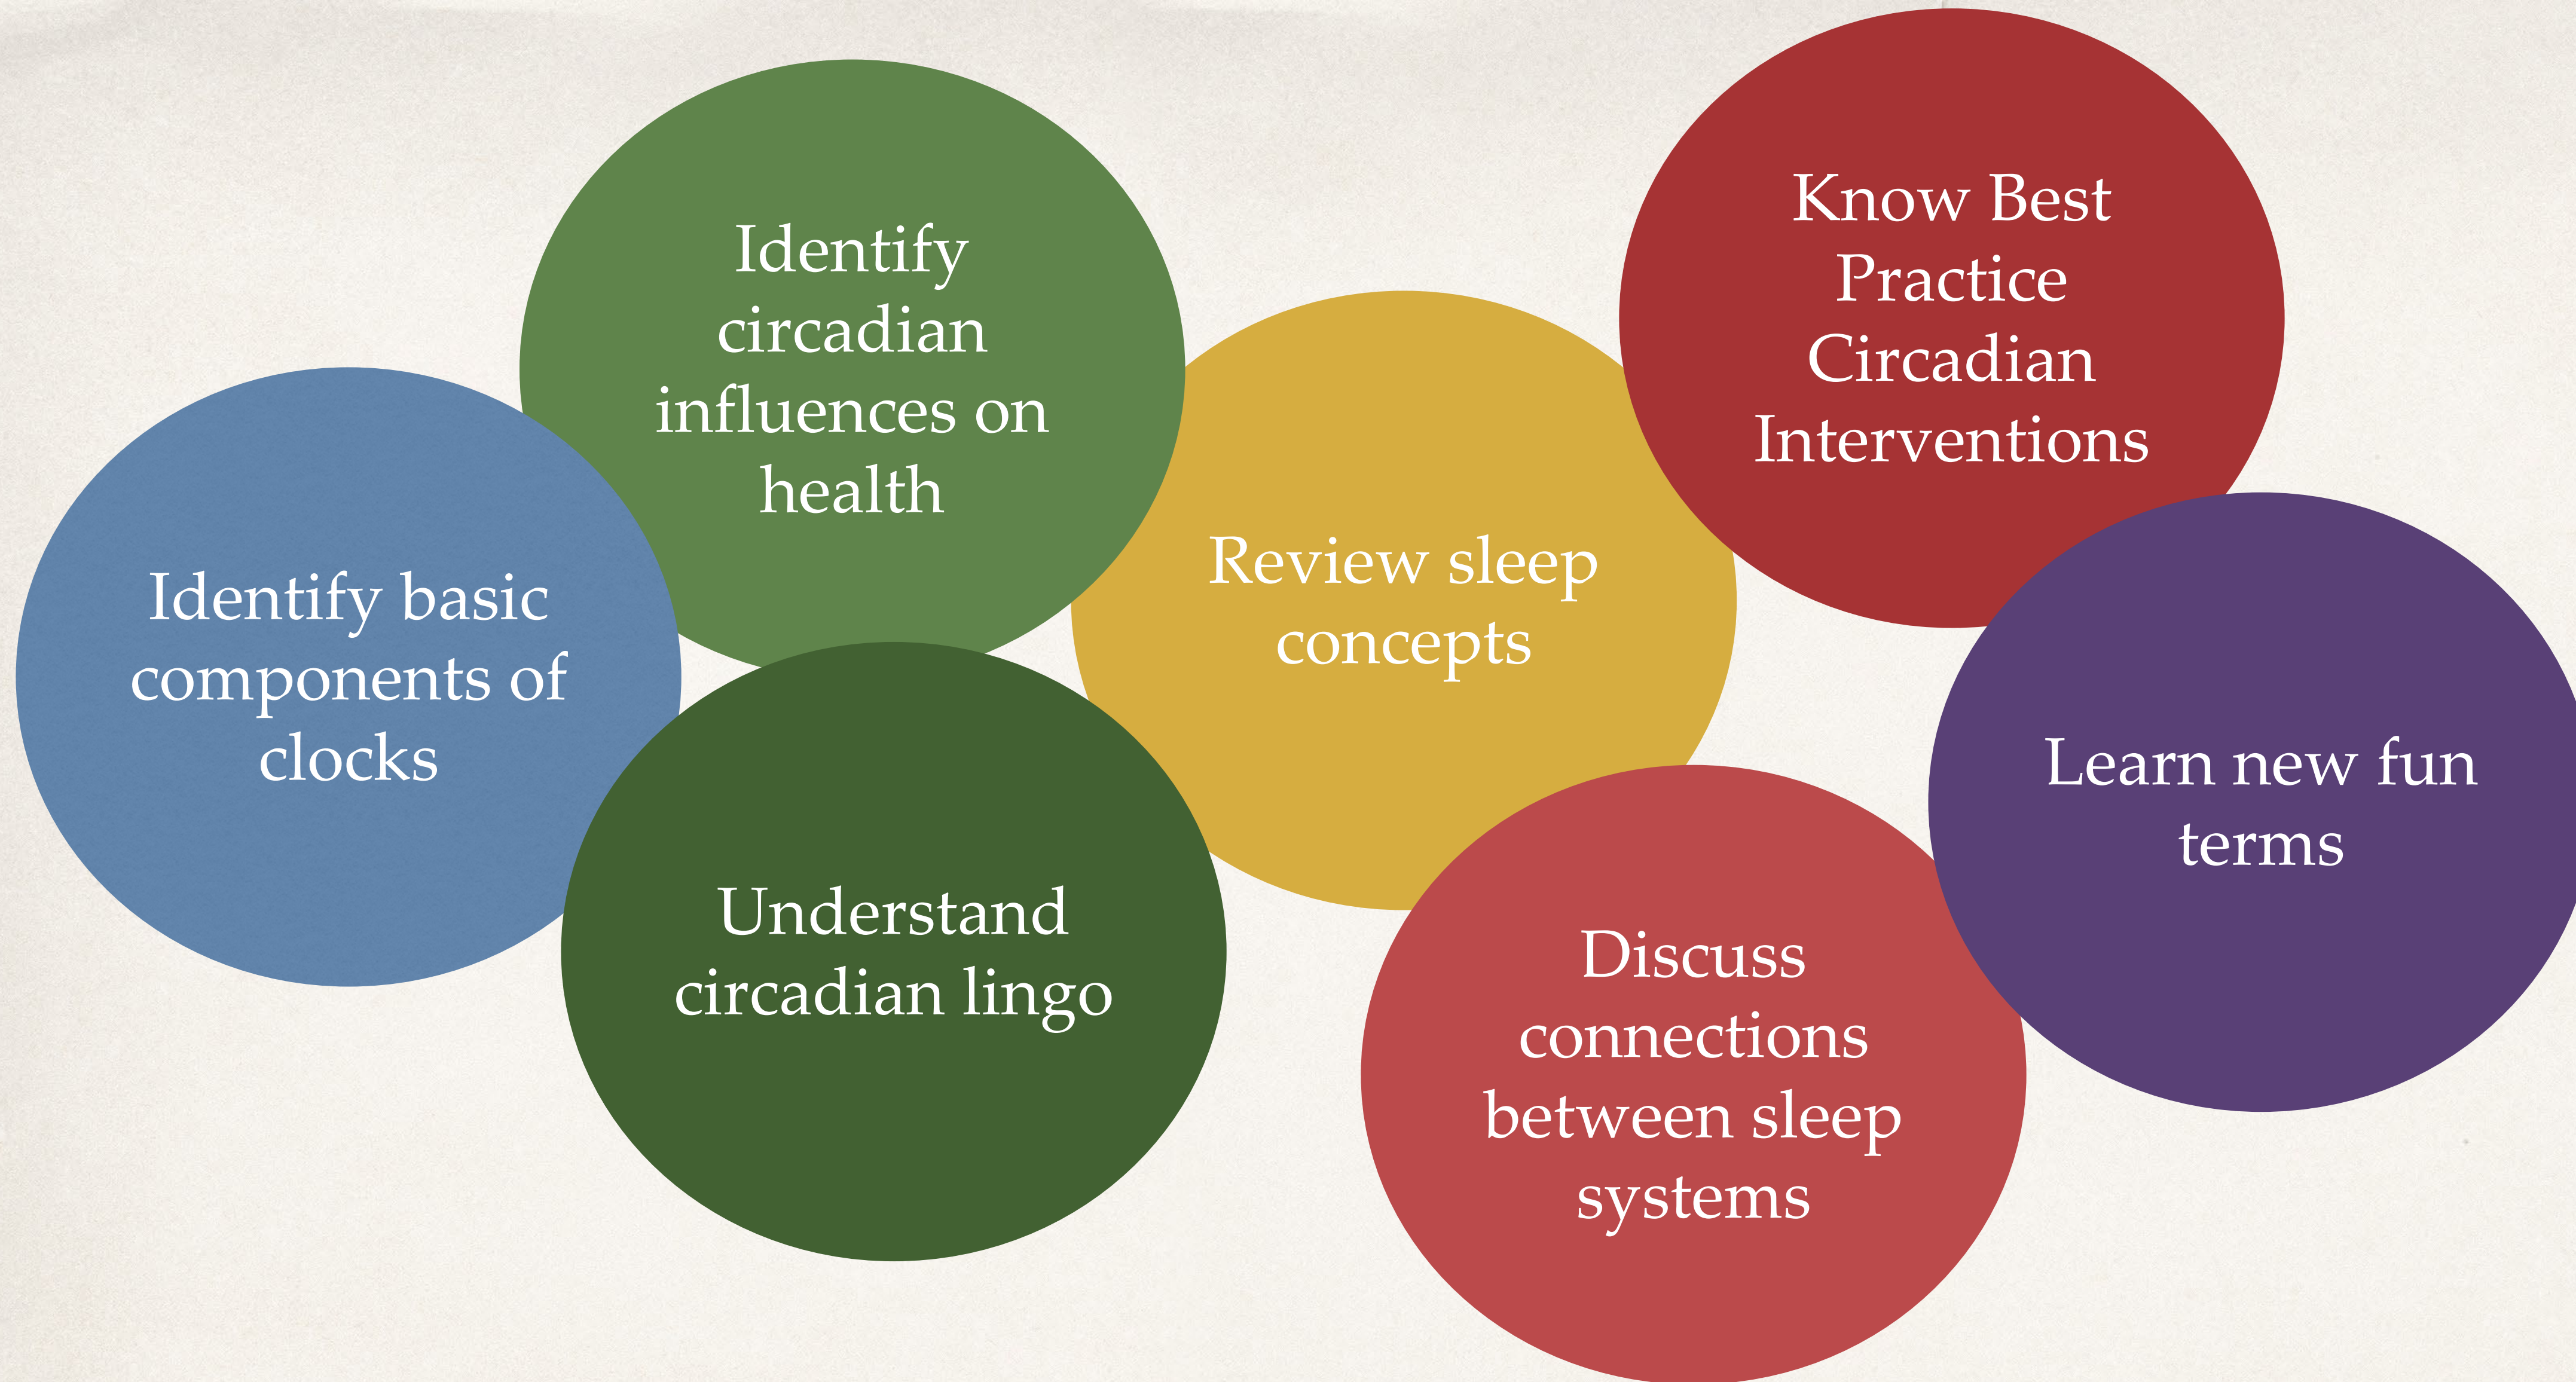 Identify basic
components of
clocks
Identify
circadian
influences on
health
Understand
circadian lingo
Review sleep
concepts
Know Best
Practice
Circadian
Interventions
Discuss
connections
between sleep
systems
Learn new fun
terms